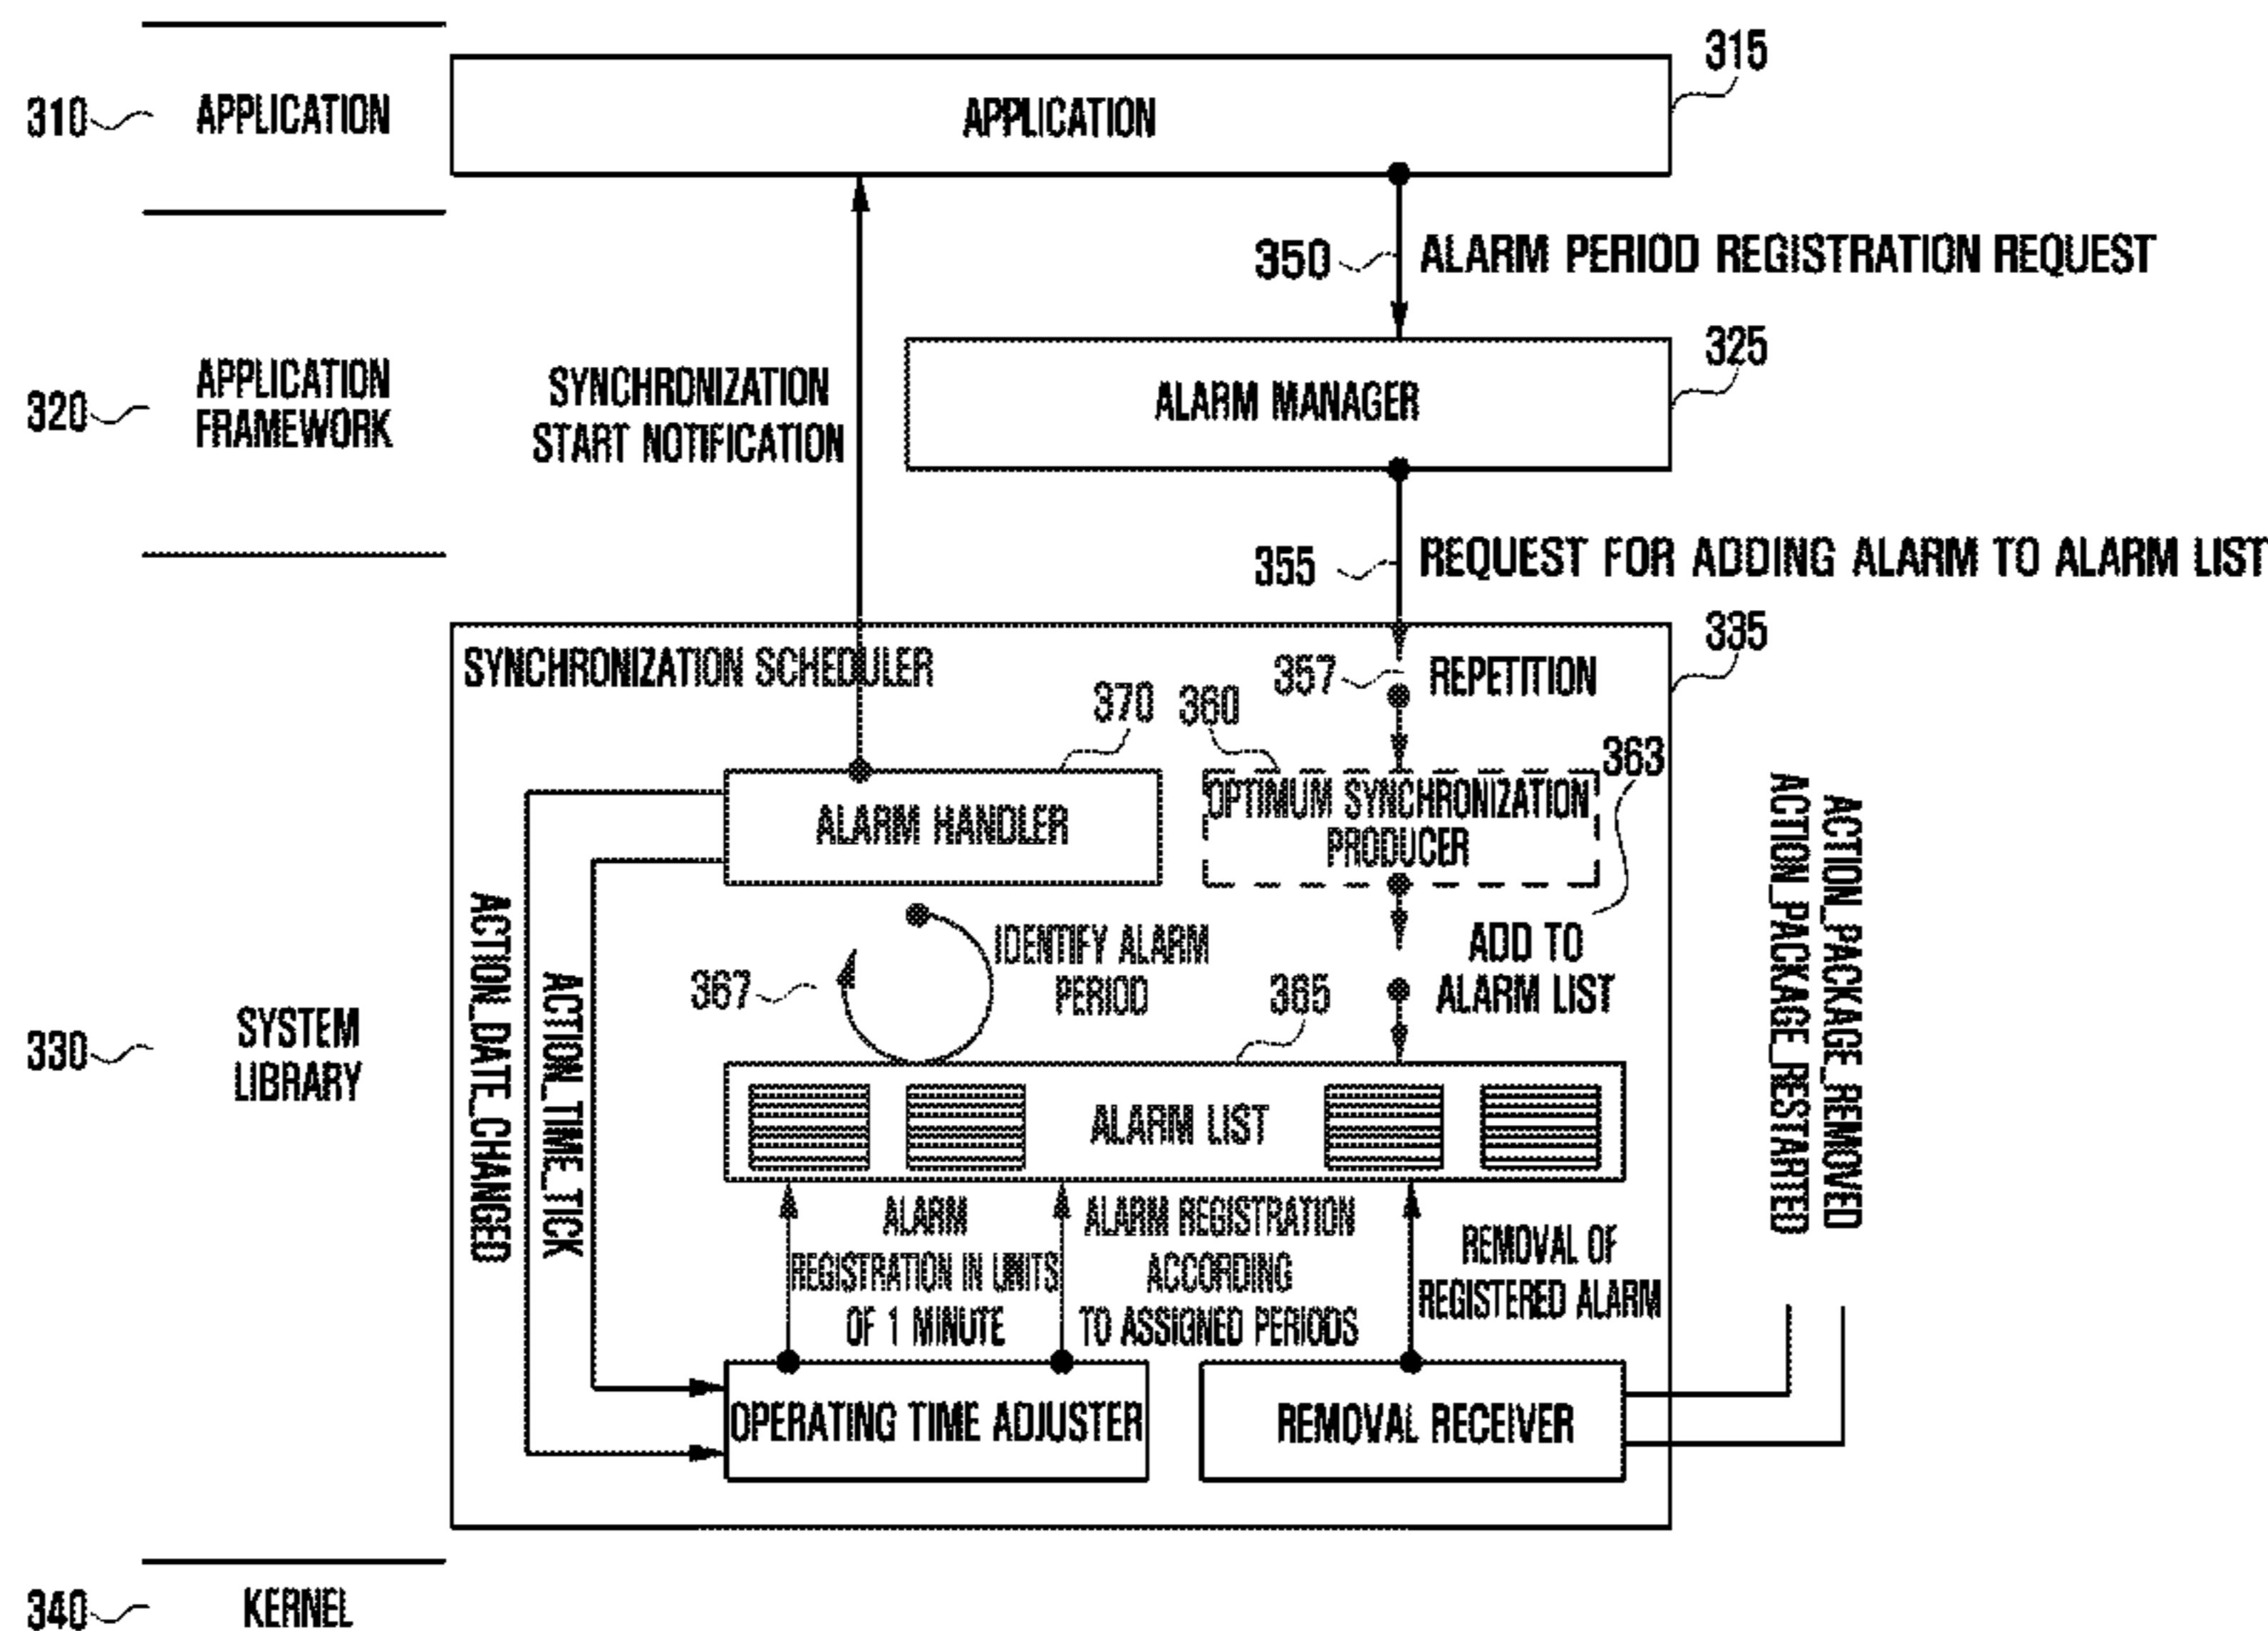 315
310
APPLICATION
APPLICATION
350
ALARM PERIOD REGISTRATION REQUEST
325
320
APPLICATION
FRAMEWORK
SYNCHRONIZATION
START NOTIFICATION
ALARM MANAGER
355
REQUEST FOR ADDING ALARM TO ALARM LIST
335
SYNCHRONIZATION SCHEDULER
357
REPETITION
370
360
363
ALARM HANDLER
OPTIMUM SYNCHRONIZATION
PRODUCER
ACTION_DATE_CHANGED
ACTION_TIME_TICK
367
IDENTIFY ALARM
PERIOD
365
ADD TO
ALARM LIST
ACTION_PACKAGE_RESTARTED
ACTION_PACKAGE_REMOVED
330
SYSTEM
LIBRARY
ALARM LIST
ALARM
REGISTRATION IN UNITS
OF 1 MINUTE
ALARM REGISTRATION
ACCORDING
TO ASSIGNED PERIODS
REMOVAL OF
REGISTERED ALARM
OPERATING TIME ADJUSTER
REMOVAL RECEIVER
340
KERNEL